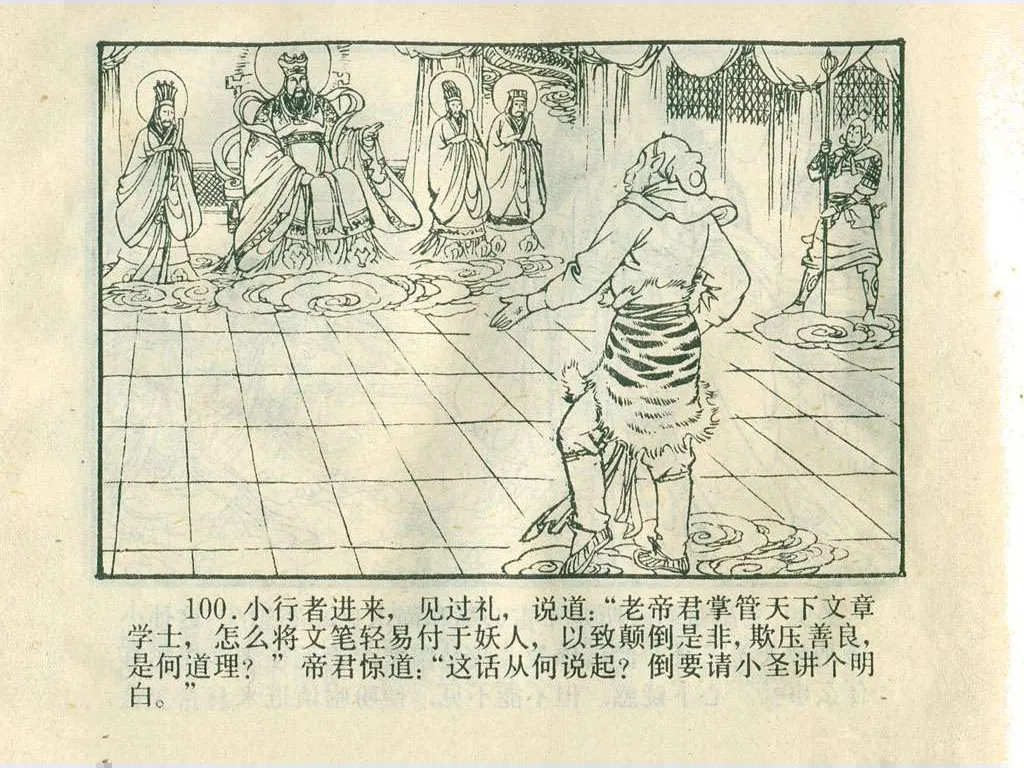 100.小行者进来，见过礼，说道：“老帝君掌管天下文章
学士，怎么将文笔轻易付于妖人，以致颠倒是非，欺压善良，
是何道理？” 帝君惊道：“这话从何说起？倒要请小圣讲个明
白。”